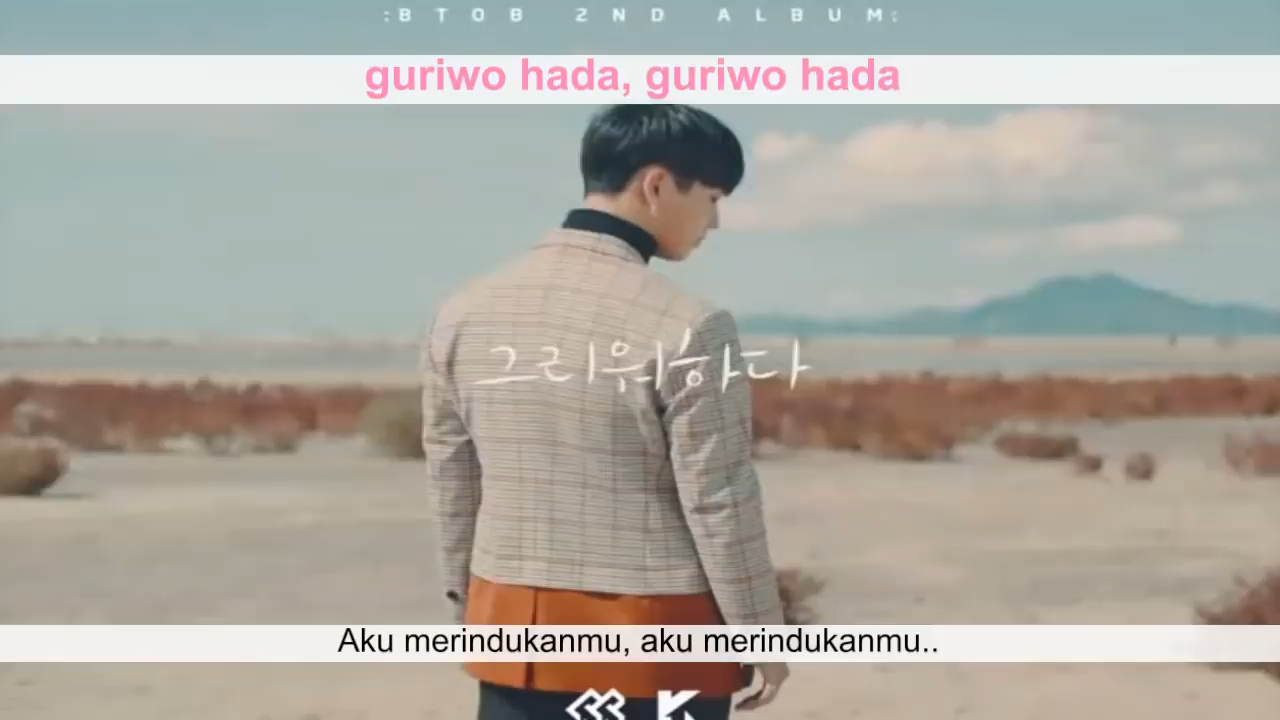 :BTOB 2ND ALBUM:
guriwo hada, guriwo hada
그리워하다
Aku merindukanmu, aku merindukanmu..